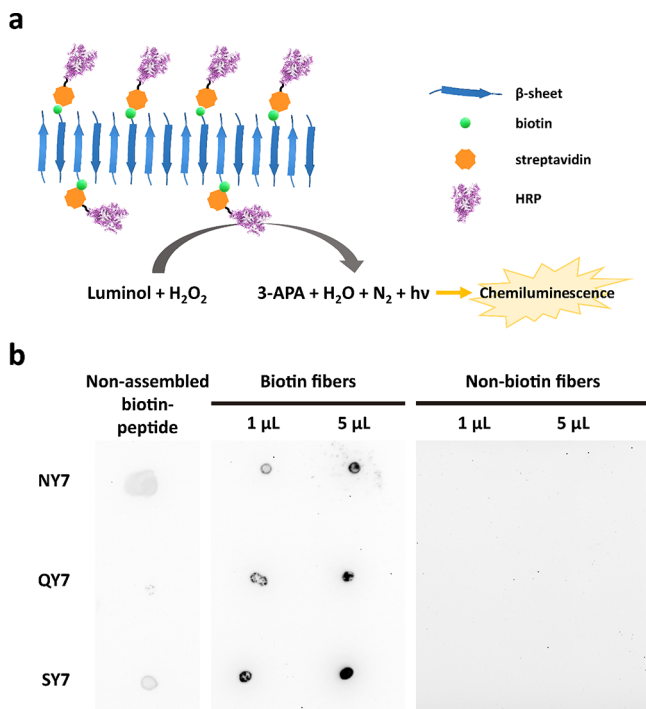 a
β-sheet
biotin
streptavidin
HRP
Luminol + H₂O₂
3-APA + H₂O + N₂ + hν
Chemiluminescence
b
Non-assembled
biotin-
peptide
Biotin fibers
1 µL 5 µL
Non-biotin fibers
1 µL 5 µL
NY7
QY7
SY7